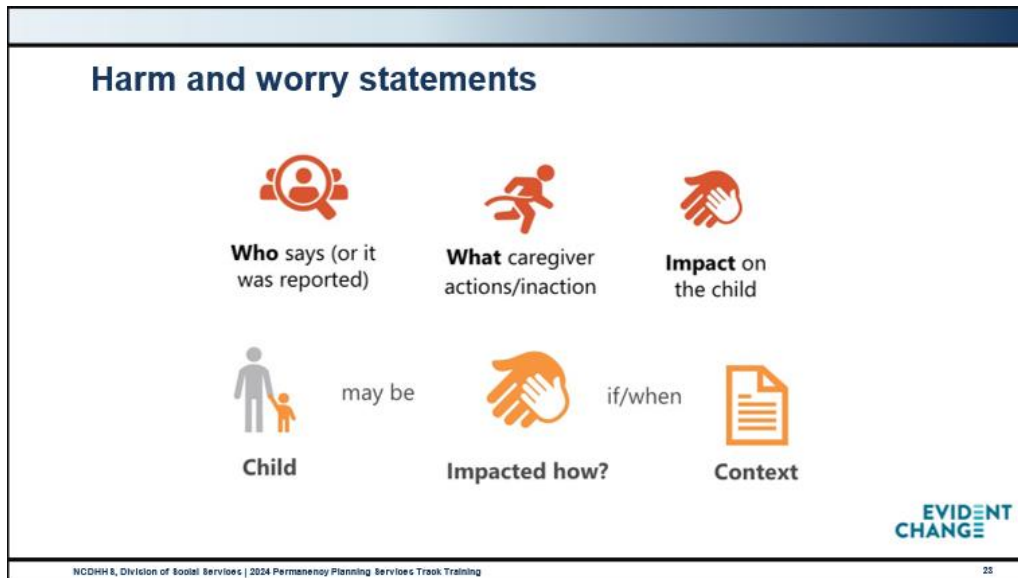 Harm and worry statements
Who says (or it
was reported)
What caregiver
actions/inaction
Impact on
the child
may be
if/when
Child
Impacted how?
Context
EVIDENT
CHANGE
NCDHHS, Division of Social Services | 2024 Permanency Planning Services Track Training
23